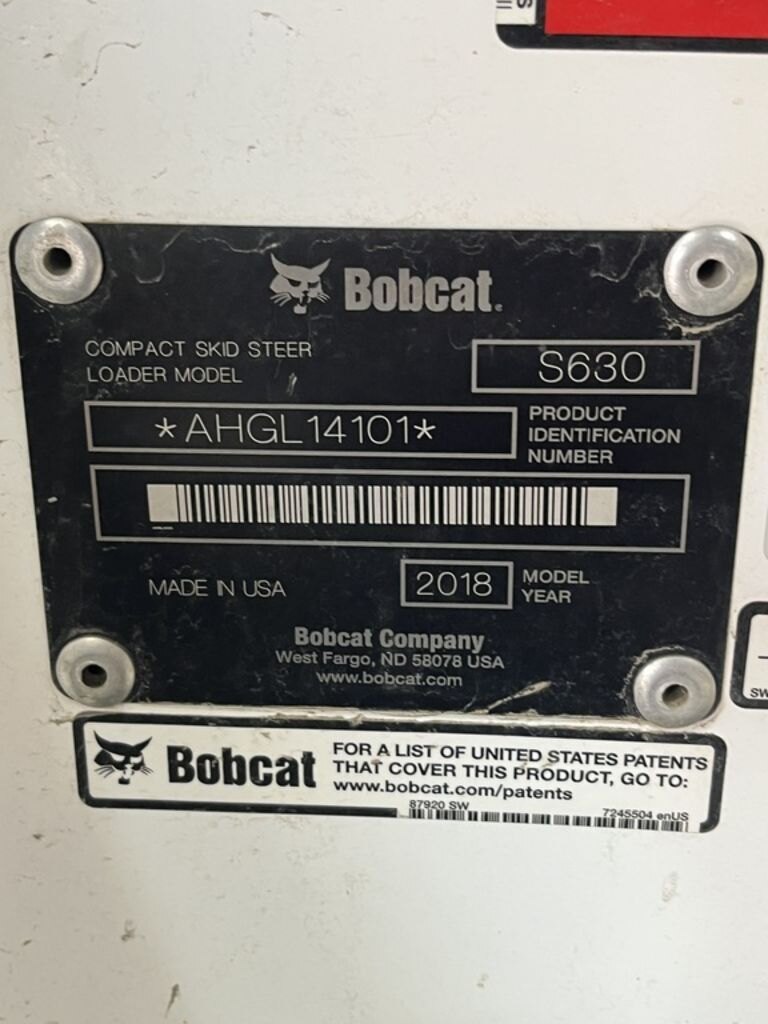 Bobcat.
COMPACT SKID STEER
LOADER MODEL
S630
*AHGL14101*
PRODUCT
IDENTIFICATION
NUMBER
MADE IN USA
2018
MODEL
YEAR
Bobcat Company
West Fargo, ND 58078 USA
www.bobcat.com
Bobcat
FOR A LIST OF UNITED STATES PATENTS
THAT COVER THIS PRODUCT, GO TO:
www.bobcat.com/patents
87920 SW
7245504 enUS
SW